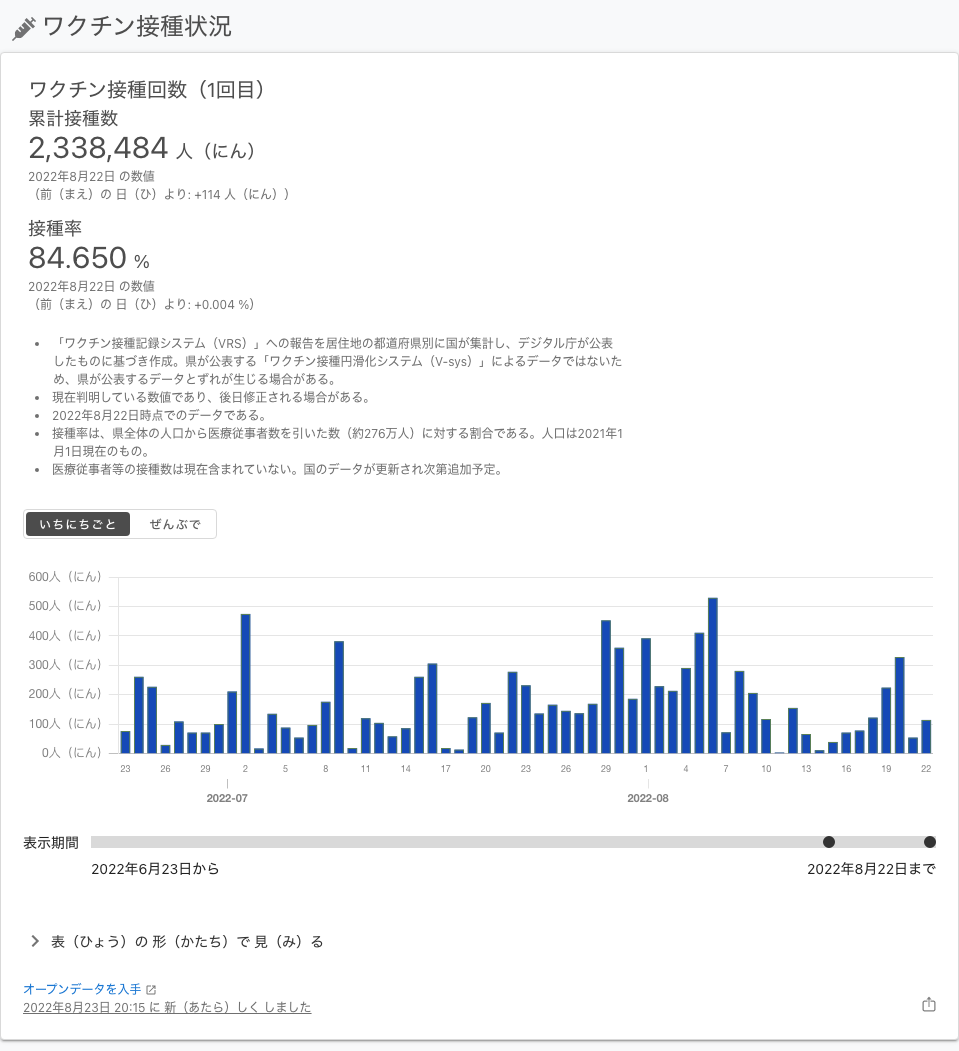 ワクチン接種状況
ワクチン接種回数（1回目）
累計接種数
2,338,484 人（にん）
2022年8月22日 の数値
（前（まえ）の 日（ひ）より: +114 人（にん））
接種率
84.650 %
2022年8月22日 の数値
（前（まえ）の 日（ひ）より: +0.004 %）
• 「ワクチン接種記録システム（VRS）」への報告を居住地の都道府県別に国が集計し、デジタル庁が公表
したものに基づき作成。県が公表する「ワクチン接種円滑化システム（V-sys）」によるデータではないた
め、県が公表するデータとずれが生じる場合がある。
• 現在判明している数値であり、後日修正される場合がある。
• 2022年8月22日時点でのデータである。
• 接種率は、県全体の人口から医療従事者数を引いた数（約276万人）に対する割合である。人口は2021年1
月1日現在のもの。
• 医療従事者等の接種数は現在含まれていない。国のデータが更新され次第追加予定。
いちにちごと ぜんぶで
600人（にん）
500人（にん）
400人（にん）
300人（にん）
200人（にん）
100人（にん）
0人（にん）
23 26 29 2 5 8 11 14 17 20 23 26 29 1 4 7 10 13 16 19 22
2022-07 2022-08
表示期間
2022年6月23日から 2022年8月22日まで
表（ひょう）の 形（かたち）で 見（み）る
オープンデータを入手
2022年8月23日 20:15 に 新（あたら）しく しました